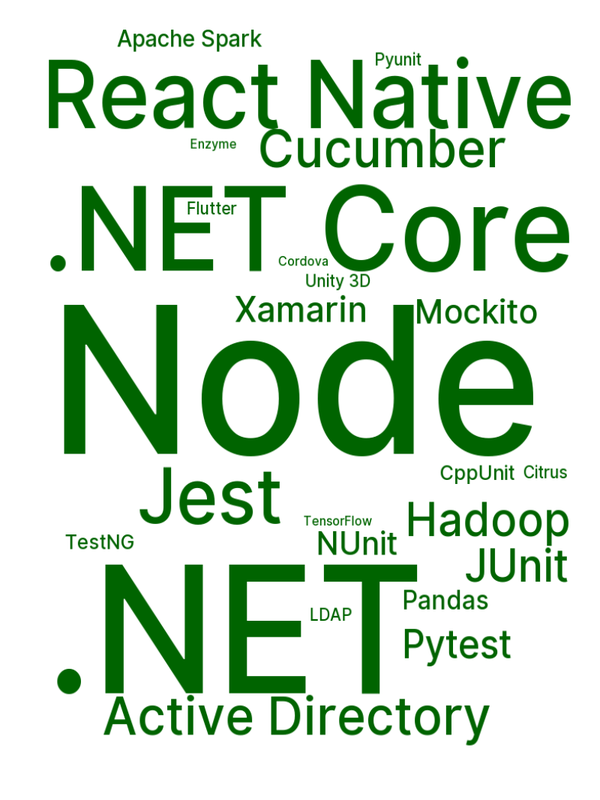 Apache Spark
Pyunit
React Native
Enzyme
Cucumber
Flutter
.NET Core
Cordova
Unity 3D
Xamarin
Mockito
Node
CppUnit
Citrus
Jest
TensorFlow
Hadoop
TestNG
NUnit
JUnit
.NET
Pandas
LDAP
Pytest
Active Directory